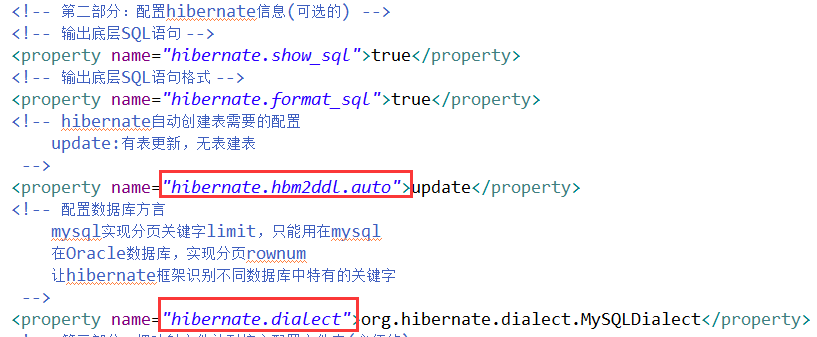 <!-- 第二部分：配置hibernate信息(可选的) -->
<!-- 输出底层SQL语句 -->
<property name="hibernate.show_sql">true</property>
<!-- 输出底层SQL语句格式 -->
<property name="hibernate.format_sql">true</property>
<!-- hibernate自动创建表需要的配置
update:有表更新，无表建表
-->
<property name="hibernate.hbm2ddl.auto">update</property>
<!-- 配置数据库方言
mysql实现分页关键字limit，只能用在mysql
在Oracle数据库，实现分页rownum
让hibernate框架识别不同数据库中特有的关键字
-->
<property name="hibernate.dialect">org.hibernate.dialect.MySQLDialect</property>